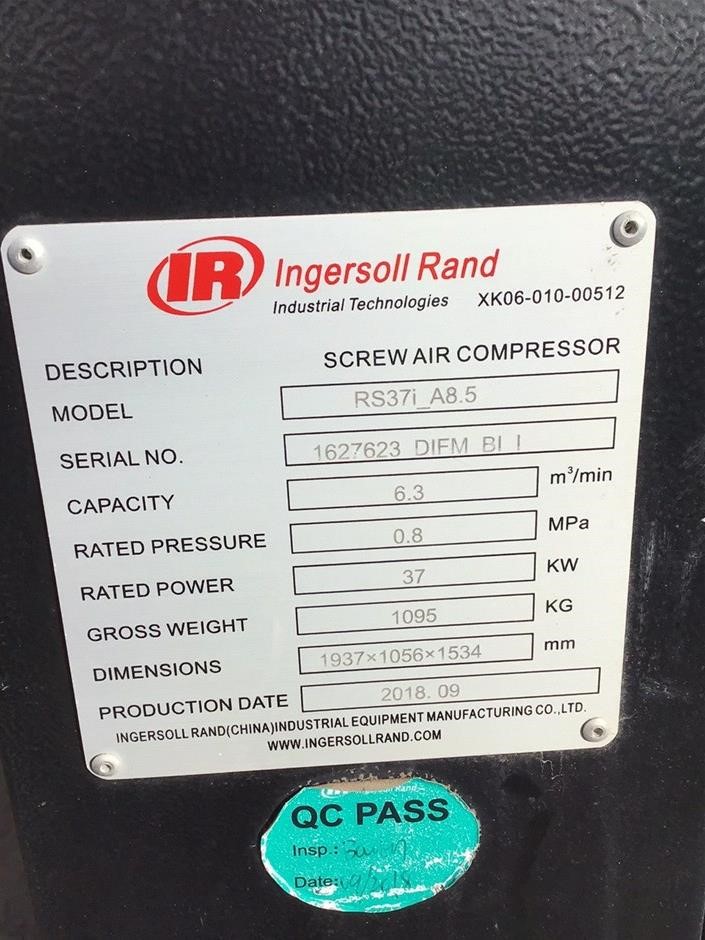 IR Ingersoll Rand
Industrial Technologies XK06-010-00512
DESCRIPTION SCREW AIR COMPRESSOR
MODEL RS37i_A8.5
SERIAL NO. 1627623 DIFM BI I
CAPACITY 6.3 m³/min
RATED PRESSURE 0.8 MPa
RATED POWER 37 KW
GROSS WEIGHT 1095 KG
DIMENSIONS 1937×1056×1534 mm
PRODUCTION DATE 2018. 09
INGERSOLL RAND(CHINA)INDUSTRIAL EQUIPMENT MANUFACTURING CO.,LTD.
WWW.INGERSOLLRAND.COM
Ingersoll Rand
QC PASS
Insp.:
Date: